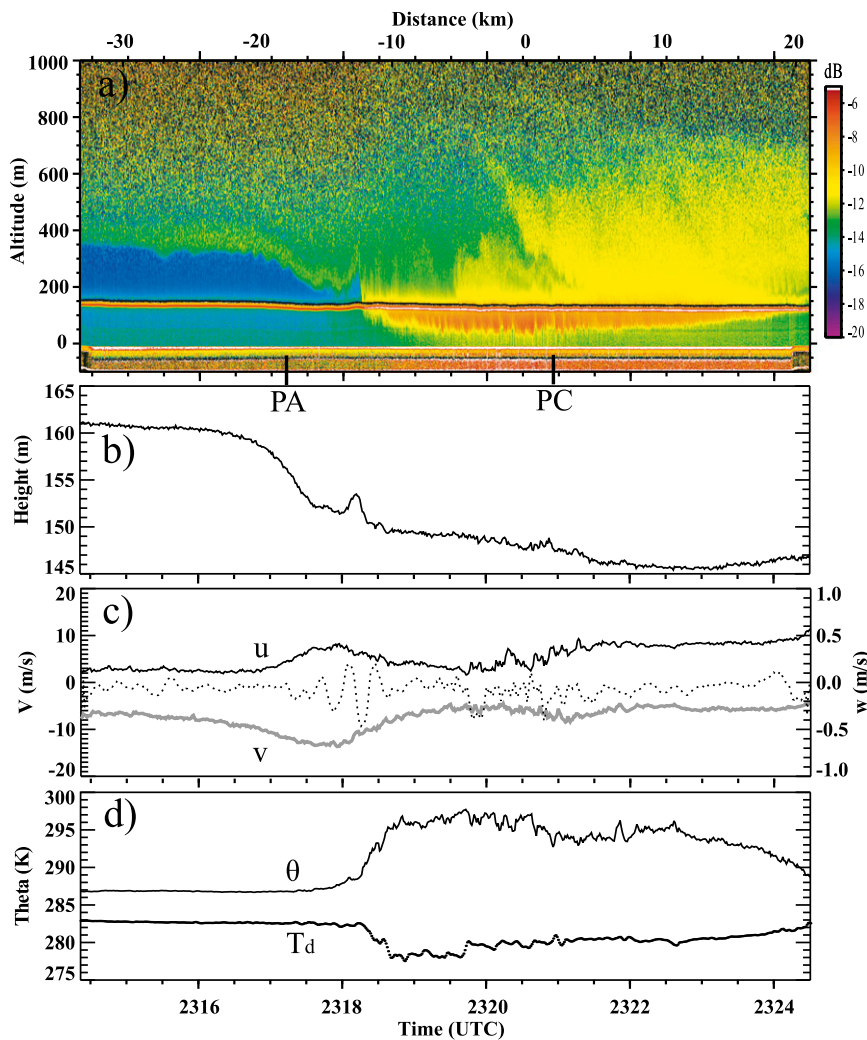 Distance (km)
-30 -20 -10 0 10 20
a)
dB
1000
800
600
400
200
0
Altitude (m)
-6
-8
-10
-12
-14
-16
-18
-20
PA PC
b)
165
160
155
150
145
Height (m)
c)
20
10
0
-10
-20
V (m/s)
u
v
1.0
0.5
0.0
-0.5
-1.0
w (m/s)
d)
300
295
290
285
280
275
Theta (K)
θ
Td
2316 2318 2320 2322 2324
Time (UTC)